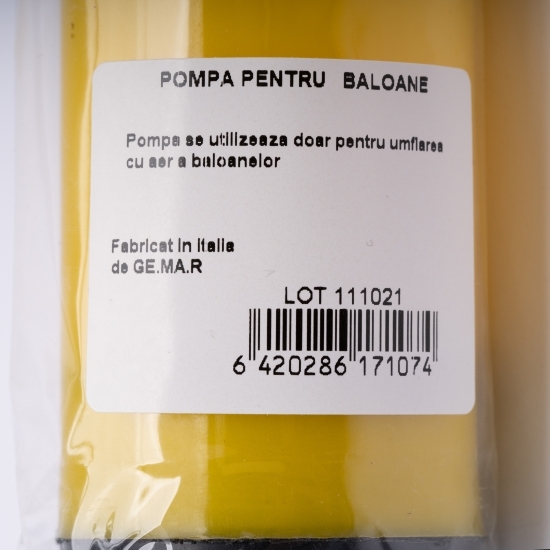 POMPA PENTRU BALOANE
Pompa se utilizeaza doar pentru umflarea
cu aer a baloanelor
Fabricat in Italia
de GE.MA.R
LOT 111021
6 420286 171074